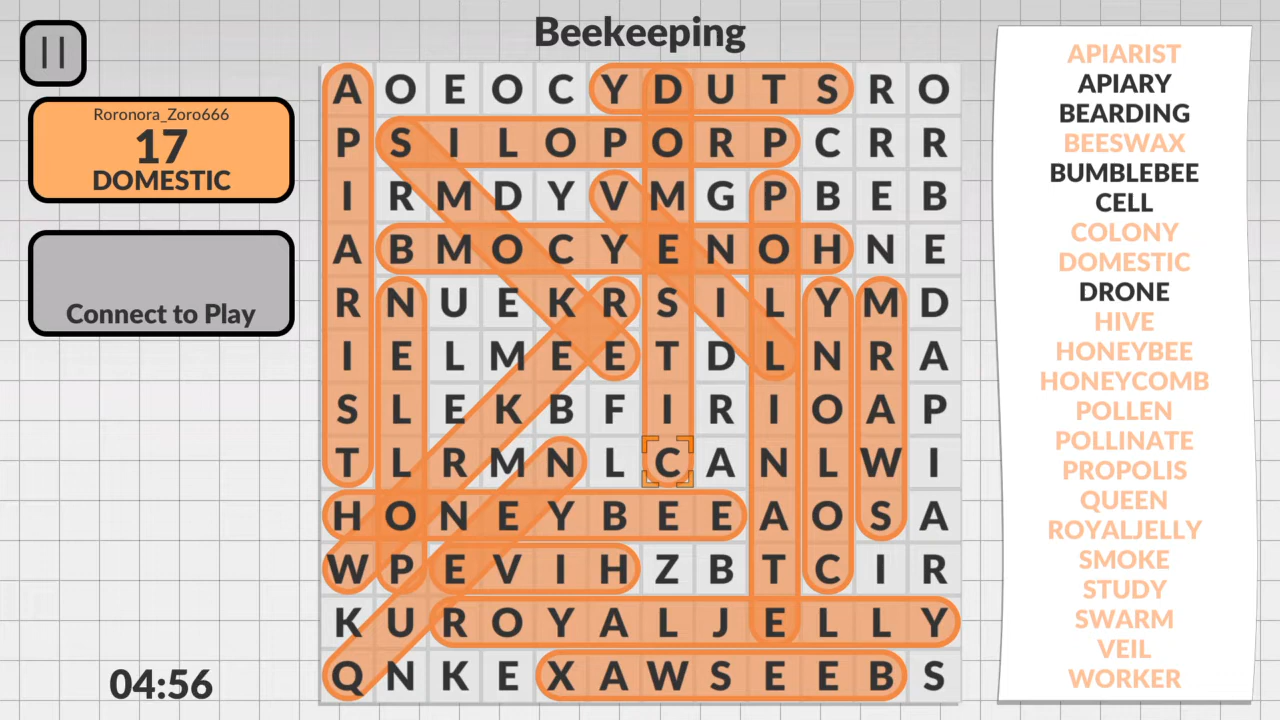 Beekeeping
Roronora_Zoro666
17
DOMESTIC
Connect to Play
04:56
A O E O C Y D U T S R O
P S I L O P O R P C R R
I R M D Y V M G P B E B
A B M O C Y E N O H N E
R N U E K R S I L Y M D
I E L M E E T D L N R A
S L E K B F I R I O A P
T L R M N L C A N L W I
H O N E Y B E E A O S A
W P E V I H Z B T C I R
K U R O Y A L J E L L Y
Q N K E X A W S E E B S
APIARIST
APIARY
BEARDING
BEESWAX
BUMBLEBEE
CELL
COLONY
DOMESTIC
DRONE
HIVE
HONEYBEE
HONEYCOMB
POLLEN
POLLINATE
PROPOLIS
QUEEN
ROYALJELLY
SMOKE
STUDY
SWARM
VEIL
WORKER